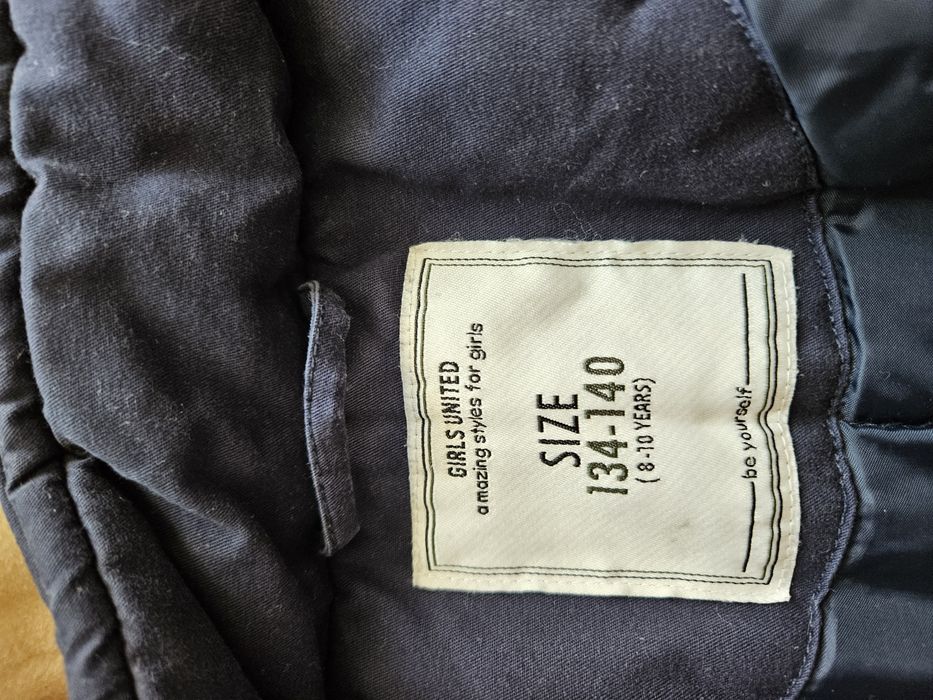 GIRLS UNITED
amazing styles for girls
SIZE
134-140
( 8-10 YEARS)
be yourself